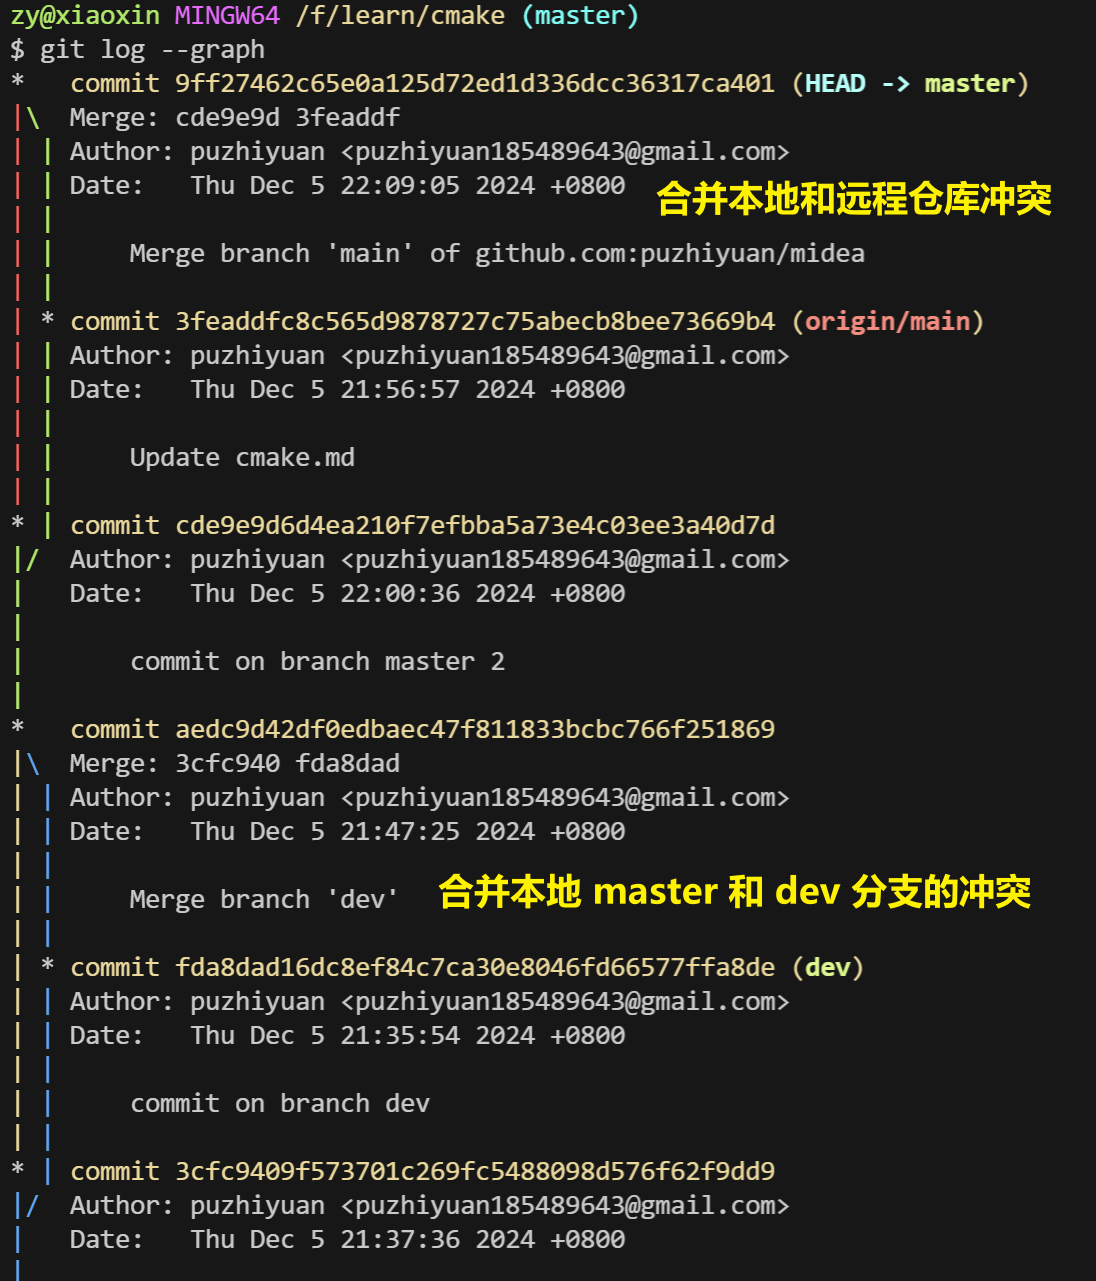 zy@xiaoxin MINGW64 /f/learn/cmake (master)
$ git log --graph
*   commit 9ff27462c65e0a125d72ed1d336dcc36317ca401 (HEAD -> master)
|\  Merge: cde9e9d 3feaddf
| | Author: puzhiyuan <puzhiyuan185489643@gmail.com>
| | Date:   Thu Dec 5 22:09:05 2024 +0800 合并本地和远程仓库冲突
| |
| |     Merge branch 'main' of github.com:puzhiyuan/midea
| |
| * commit 3feaddfc8c565d9878727c75abecb8bee73669b4 (origin/main)
| | Author: puzhiyuan <puzhiyuan185489643@gmail.com>
| | Date:   Thu Dec 5 21:56:57 2024 +0800
| |
| |     Update cmake.md
| |
* | commit cde9e9d6d4ea210f7efbba5a73e4c03ee3a40d7d
|/  Author: puzhiyuan <puzhiyuan185489643@gmail.com>
|   Date:   Thu Dec 5 22:00:36 2024 +0800
|
|       commit on branch master 2
|
*   commit aedc9d42df0edbaec47f811833bcbc766f251869
|\  Merge: 3cfc940 fda8dad
| | Author: puzhiyuan <puzhiyuan185489643@gmail.com>
| | Date:   Thu Dec 5 21:47:25 2024 +0800
| |
| |     Merge branch 'dev' 合并本地 master 和 dev 分支的冲突
| |
| * commit fda8dad16dc8ef84c7ca30e8046fd66577ffa8de (dev)
| | Author: puzhiyuan <puzhiyuan185489643@gmail.com>
| | Date:   Thu Dec 5 21:35:54 2024 +0800
| |
| |     commit on branch dev
| |
* | commit 3cfc9409f573701c269fc5488098d576f62f9dd9
|/  Author: puzhiyuan <puzhiyuan185489643@gmail.com>
|   Date:   Thu Dec 5 21:37:36 2024 +0800
|